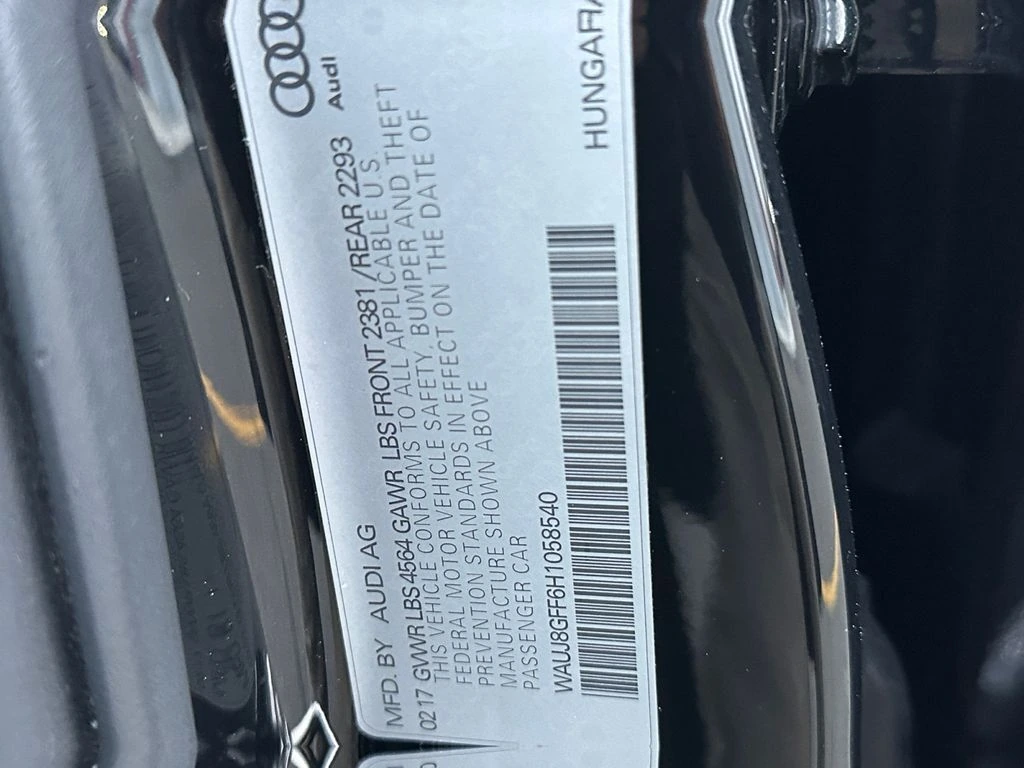 Audi
MFD. BY AUDI AG
0217 GVWR LBS 4564 GAWR LBS FRONT 2381 /REAR 2293
THIS VEHICLE CONFORMS TO ALL APPLICABLE U.S.
FEDERAL MOTOR VEHICLE SAFETY, BUMPER AND THEFT
PREVENTION STANDARDS IN EFFECT ON THE DATE OF
MANUFACTURE SHOWN ABOVE
PASSENGER CAR
HUNGARA
WAUJ8GFF6H1058540